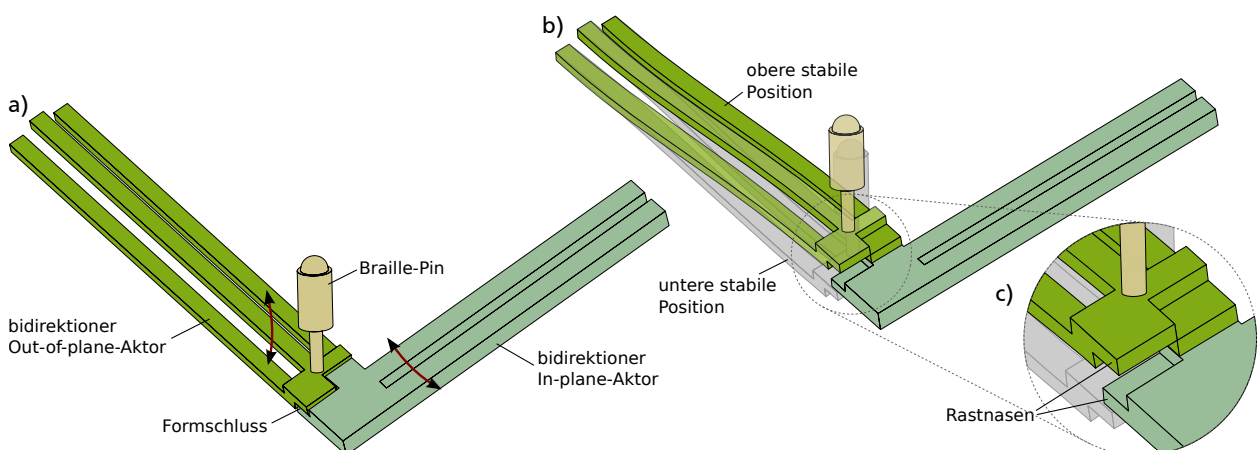 a)
Braille-Pin
bidirektioner
Out-of-plane-Aktor
bidirektioner
In-plane-Aktor
Formschluss
b)
obere stabile
Position
untere stabile
Position
c)
Rastnasen